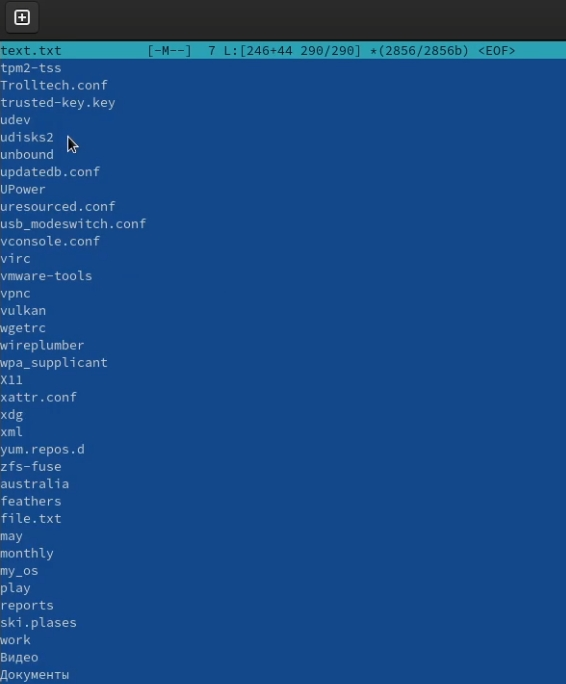 text.txt [-M--] 7 L:[246+44 290/290] *(2856/2856b) <EOF>
tpm2-tss
Trolltech.conf
trusted-key.key
udev
udisks2
unbound
updatedb.conf
UPower
uresourced.conf
usb_modeswitch.conf
vconsole.conf
virc
vmware-tools
vpnc
vulkan
wgetrc
wireplumber
wpa_supplicant
X11
xattr.conf
xdg
xml
yum.repos.d
zfs-fuse
australia
feathers
file.txt
may
monthly
my_os
play
reports
ski.plases
work
Видео
Документы